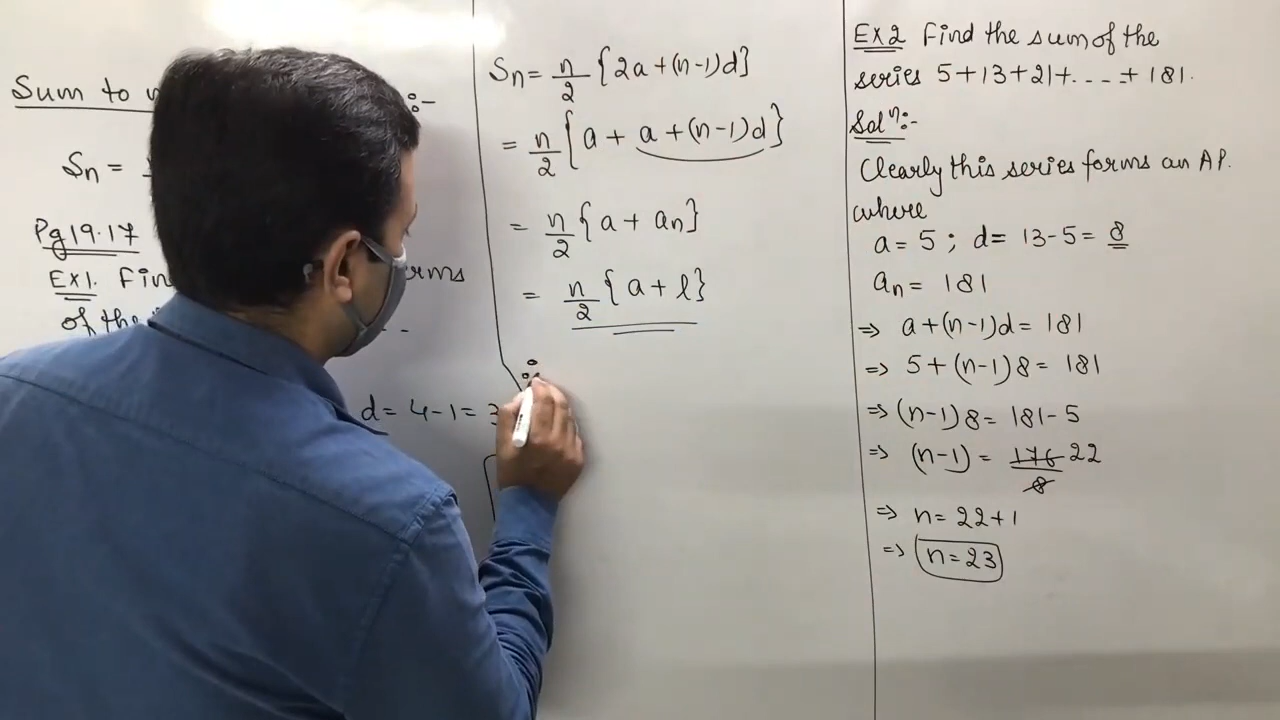 Sum to :-
Sn =
Pg 19.17
Ex1. Fin rms
of the - -
d = 4-1 = 3
Sn = n/2 {2a+(n-1)d}
= n/2 {a + a+(n-1)d}
= n/2 {a + an}
= n/2 {a + l}
Ex2 Find the sum of the
series 5+13+21+....+ 181.
Solⁿ:-
Clearly this series forms an AP.
where
a = 5 ; d = 13-5 = 8
an = 181
⇒ a+(n-1)d = 181
⇒ 5+(n-1)8 = 181
⇒ (n-1)8 = 181-5
⇒ (n-1) = 176/8 22
⇒ n = 22+1
⇒ n = 23